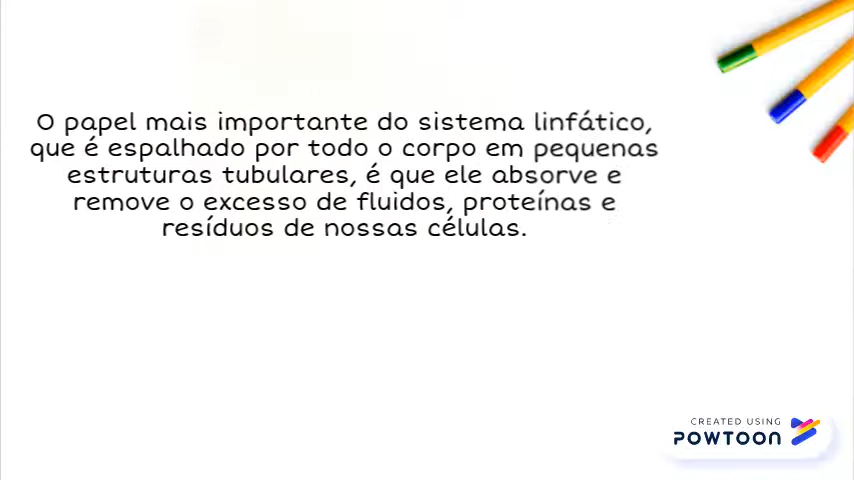 O papel mais importante do sistema linfático,
que é espalhado por todo o corpo em pequenas
estruturas tubulares, é que ele absorve e
remove o excesso de fluidos, proteínas e
resíduos de nossas células.
CREATED USING
POWTOON